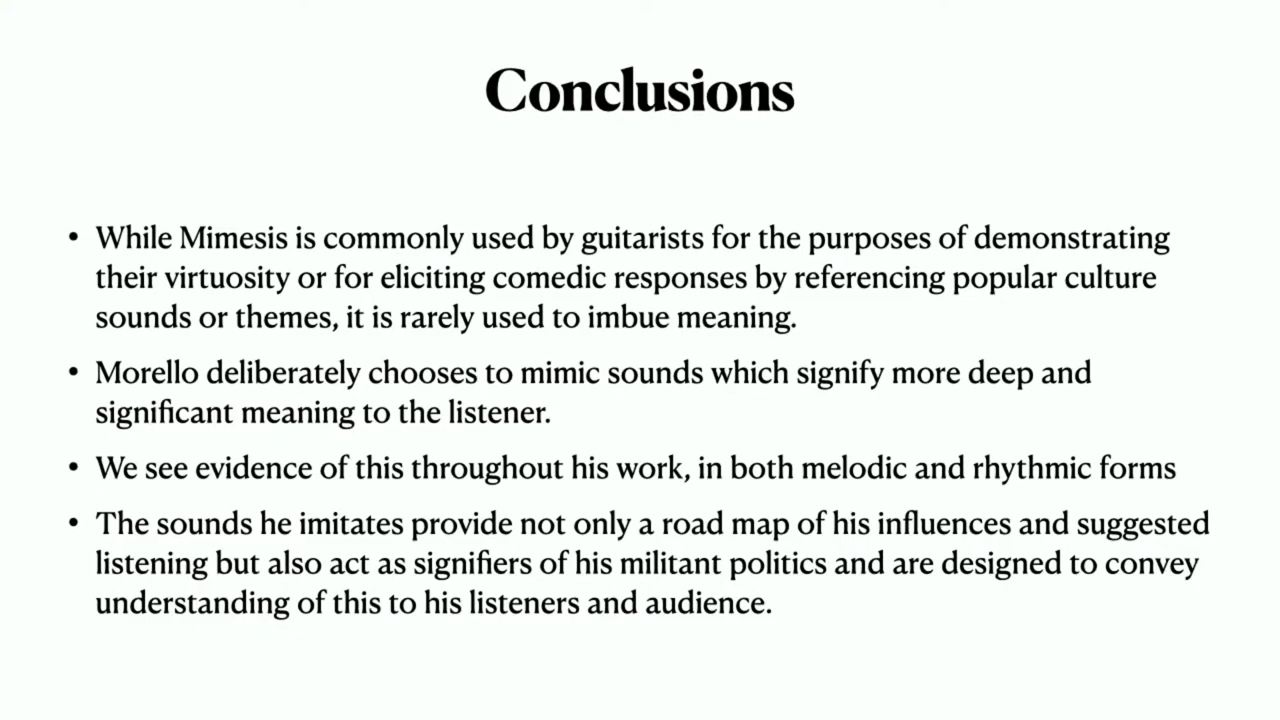 Conclusions
• While Mimesis is commonly used by guitarists for the purposes of demonstrating
their virtuosity or for eliciting comedic responses by referencing popular culture
sounds or themes, it is rarely used to imbue meaning.
• Morello deliberately chooses to mimic sounds which signify more deep and
significant meaning to the listener.
• We see evidence of this throughout his work, in both melodic and rhythmic forms
• The sounds he imitates provide not only a road map of his influences and suggested
listening but also act as signifiers of his militant politics and are designed to convey
understanding of this to his listeners and audience.